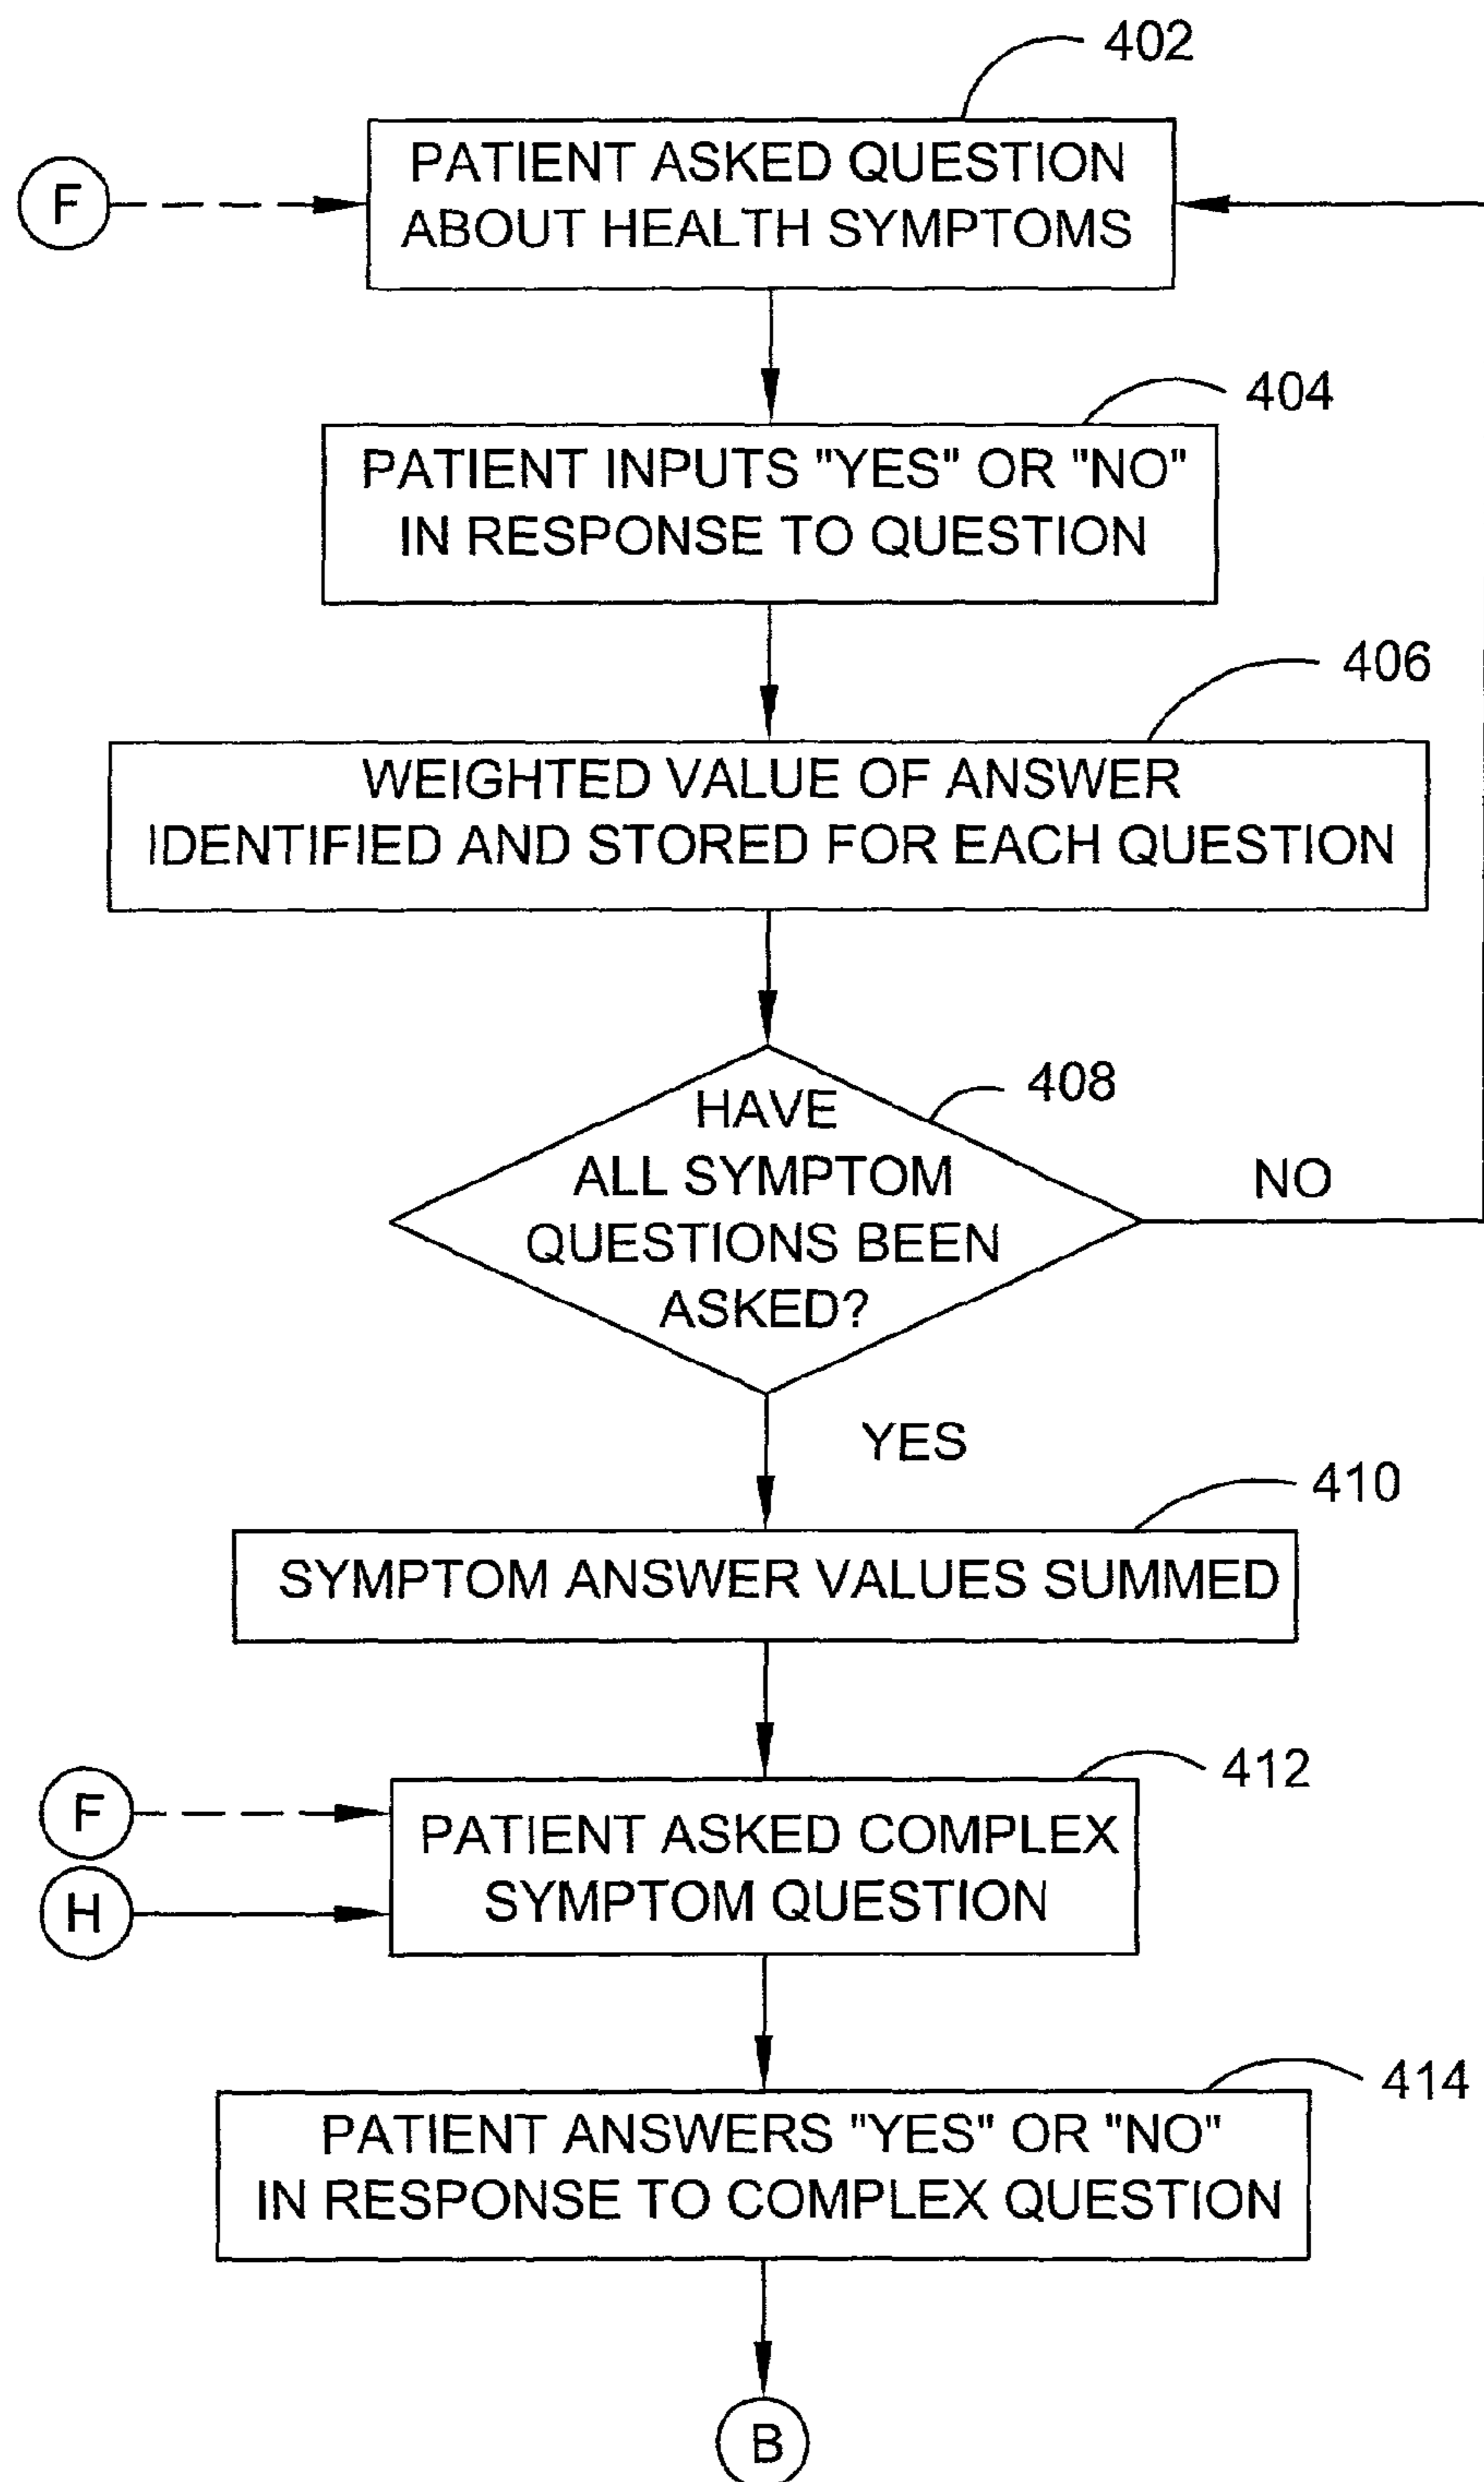 402
F
PATIENT ASKED QUESTION
ABOUT HEALTH SYMPTOMS
404
PATIENT INPUTS "YES" OR "NO"
IN RESPONSE TO QUESTION
406
WEIGHTED VALUE OF ANSWER
IDENTIFIED AND STORED FOR EACH QUESTION
408
HAVE
ALL SYMPTOM
QUESTIONS BEEN
ASKED?
NO
YES
410
SYMPTOM ANSWER VALUES SUMMED
412
F
H
PATIENT ASKED COMPLEX
SYMPTOM QUESTION
414
PATIENT ANSWERS "YES" OR "NO"
IN RESPONSE TO COMPLEX QUESTION
B